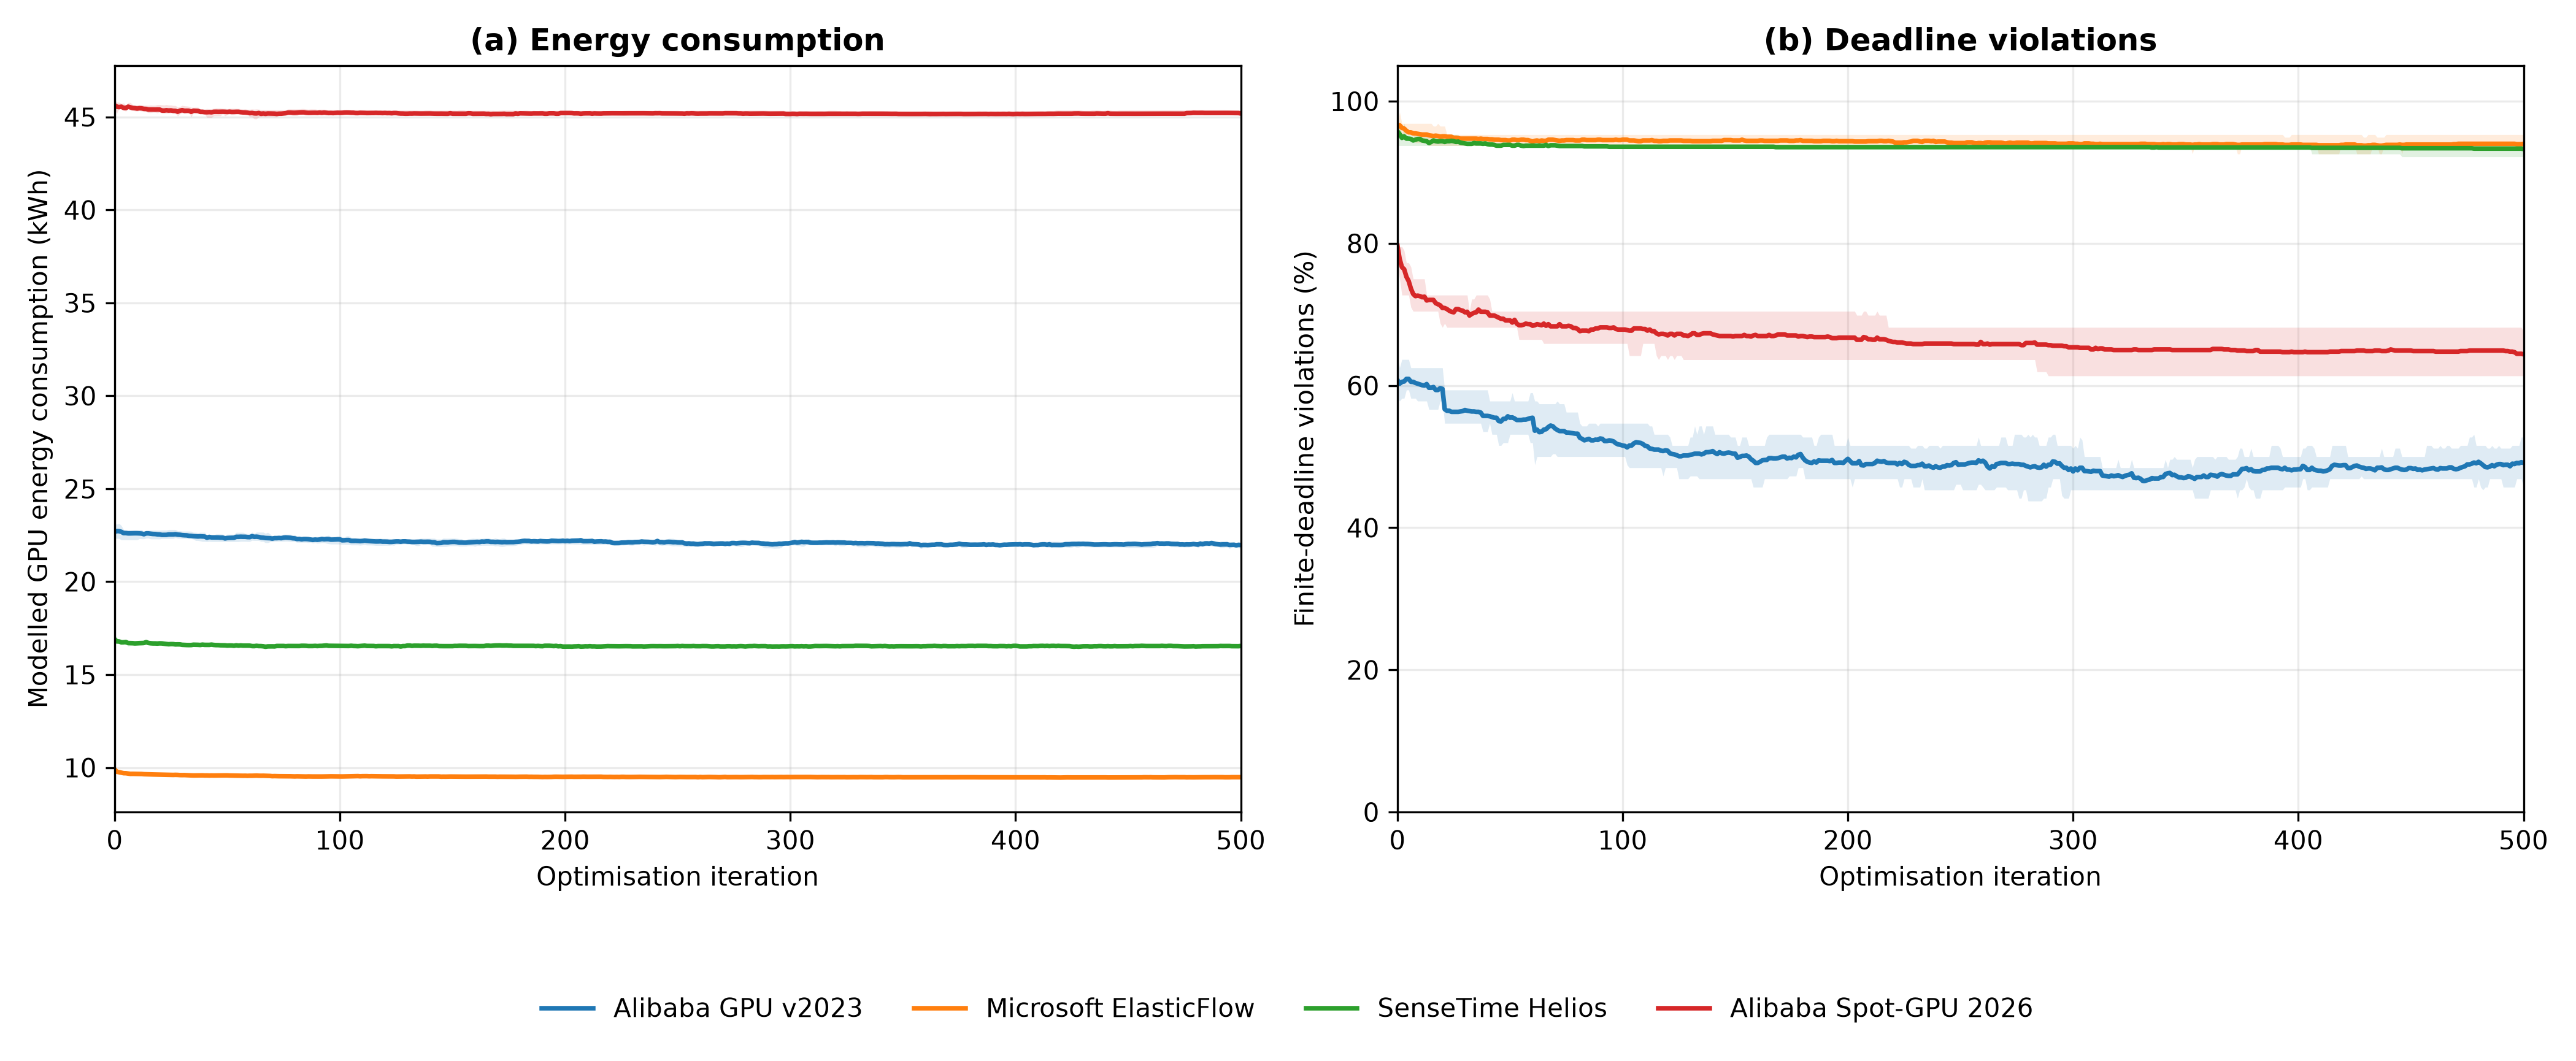 (a) Energy consumption
Modelled GPU energy consumption (kWh)
45
40
35
30
25
20
15
10
0 100 200 300 400 500
Optimisation iteration
(b) Deadline violations
Finite-deadline violations (%)
100
80
60
40
20
0
0 100 200 300 400 500
Optimisation iteration
Alibaba GPU v2023 Microsoft ElasticFlow SenseTime Helios Alibaba Spot-GPU 2026